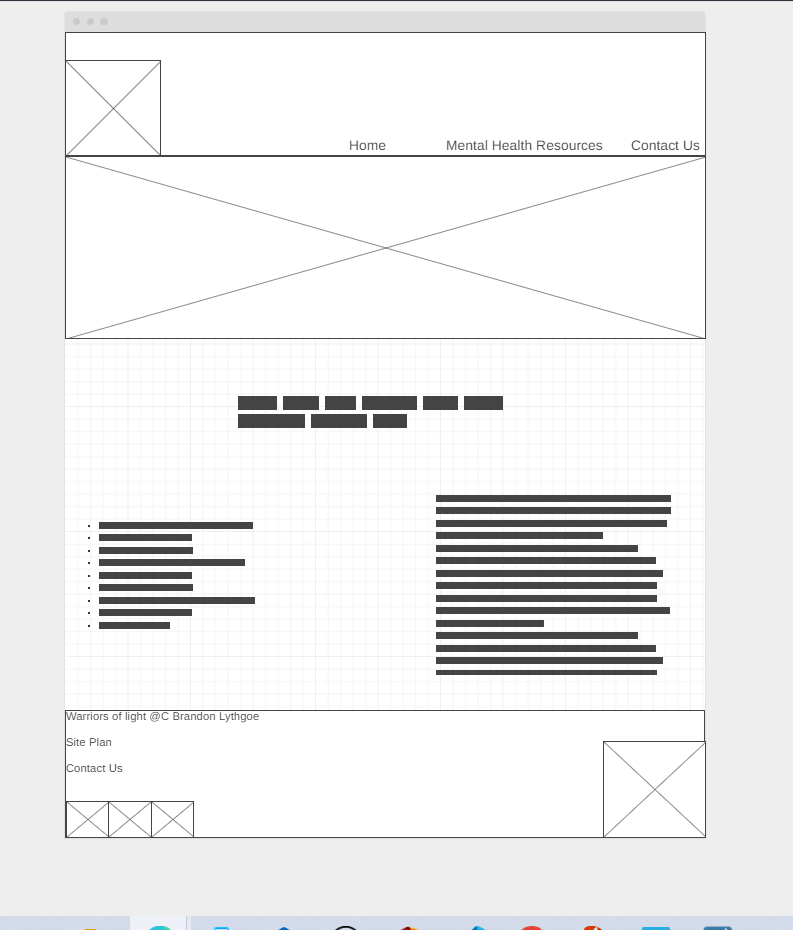 Home Mental Health Resources Contact Us
Warriors of light @C Brandon Lythgoe
Site Plan
Contact Us